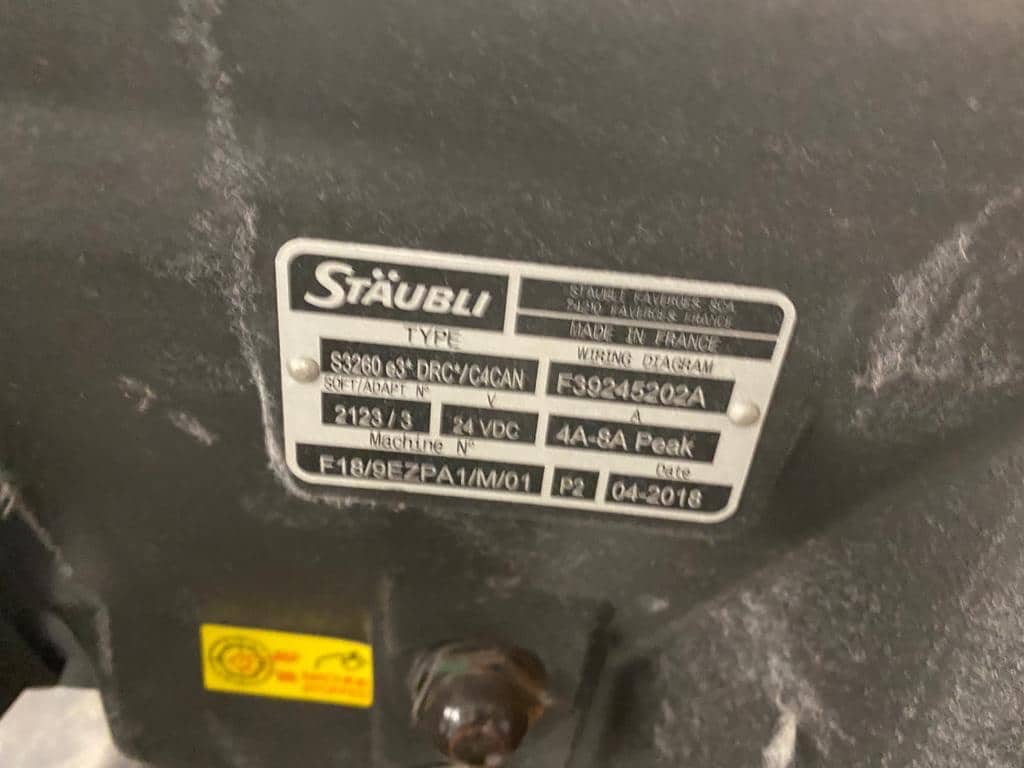 STÄUBLI
STAUBLI FAVERGES SCA
74210 FAVERGES FRANCE
MADE IN FRANCE
TYPE
WIRING DIAGRAM
S3260 e3* DRC*/C4CAN
F39245202A
SOFT/ADAPT N° V A
2123 / 3 24 VDC 4A-8A Peak
Machine N° Date
F18/9EZPA1/M/01 P2 04-2018